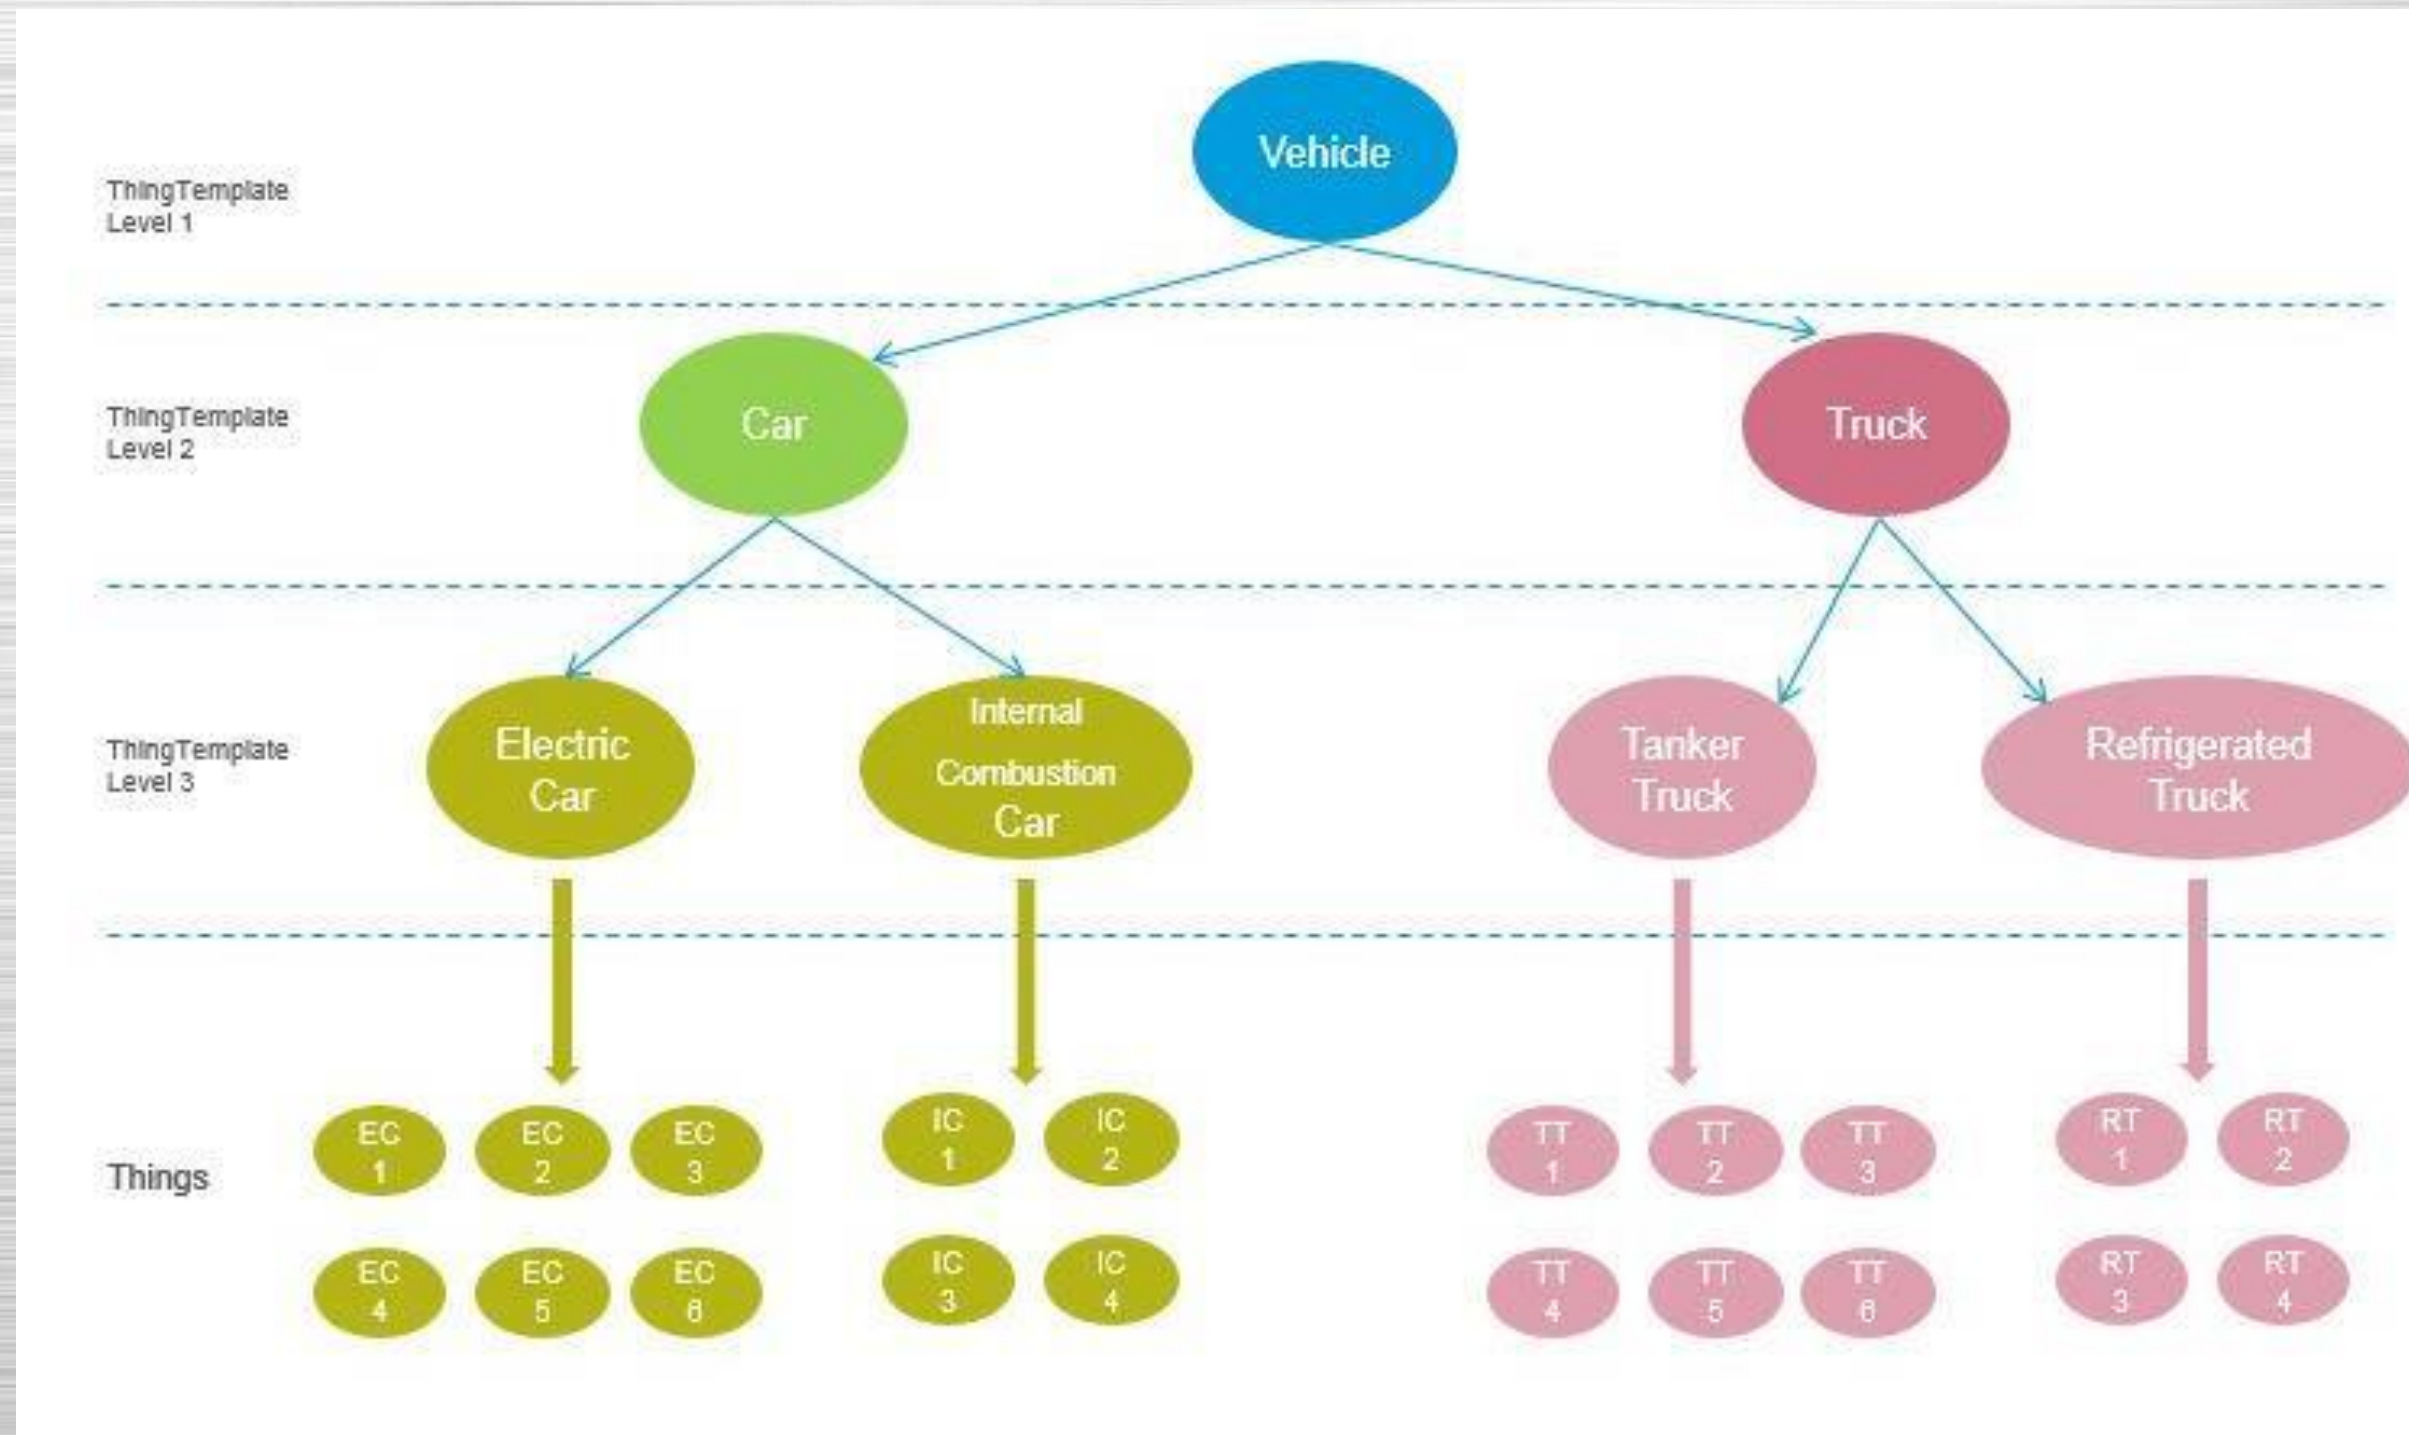 Vehicle
ThingTemplate
Level 1
Car
Truck
ThingTemplate
Level 2
Electric
Car
Internal
Combustion
Car
Tanker
Truck
Refrigerated
Truck
ThingTemplate
Level 3
Things
EC
1
EC
2
EC
3
IC
1
IC
2
TT
1
TT
2
TT
3
RT
1
RT
2
EC
4
EC
5
EC
6
IC
3
IC
4
TT
4
TT
5
TT
6
RT
3
RT
4